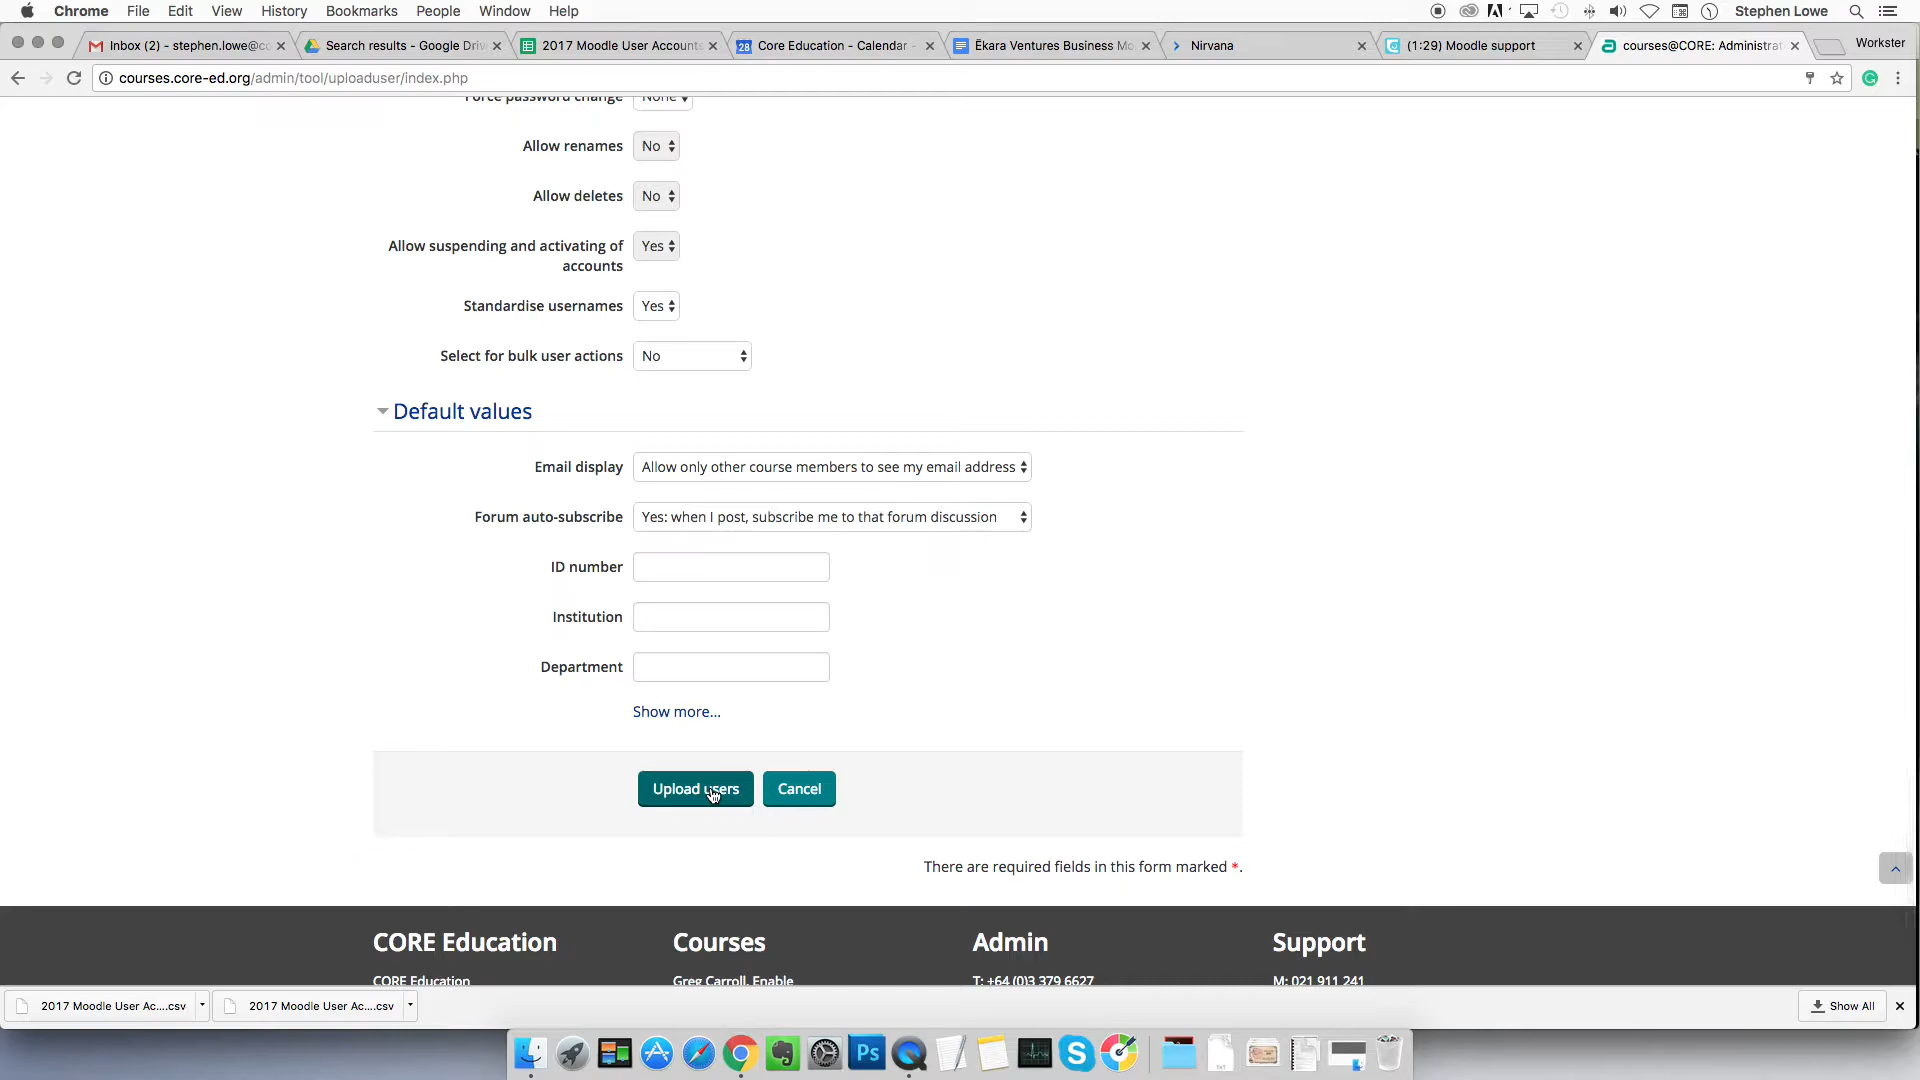 Chrome File Edit View History Bookmarks People Window Help Stephen Lowe
Inbox (2) - stephen.lowe@co
Search results - Google Drive
2017 Moodle User Accounts
28 Core Education - Calendar -
Ēkara Ventures Business Mo
Nirvana
(1:29) Moodle support
courses@CORE: Administrat
Workster
courses.core-ed.org/admin/tool/uploaduser/index.php
Force password change None
Allow renames No
Allow deletes No
Allow suspending and activating of accounts Yes
Standardise usernames Yes
Select for bulk user actions No
Default values
Email display Allow only other course members to see my email address
Forum auto-subscribe Yes: when I post, subscribe me to that forum discussion
ID number
Institution
Department
Show more...
Upload users Cancel
There are required fields in this form marked *.
CORE Education Courses Admin Support
CORE Education Greg Carroll, Enable T: +64 (0)3 379 6627 M: 021 911 241
2017 Moodle User Ac....csv 2017 Moodle User Ac....csv Show All
Ps
TXT